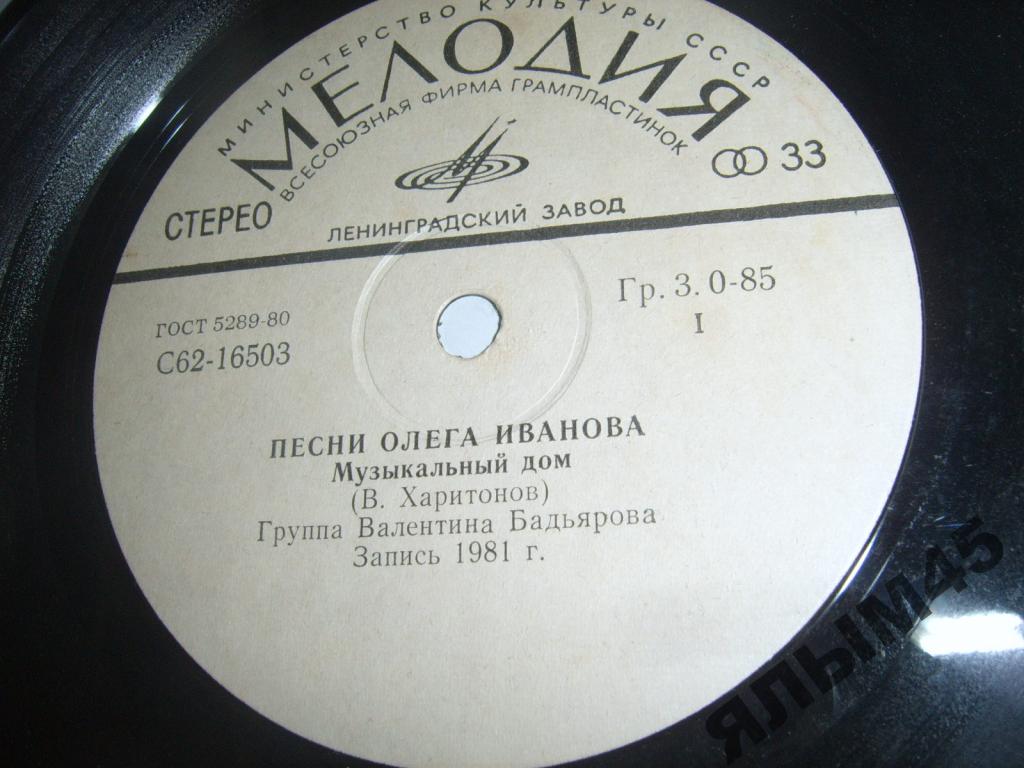 МИНИСТЕРСТВО КУЛЬТУРЫ СССР
МЕЛОДИЯ
ВСЕСОЮЗНАЯ ФИРМА ГРАМПЛАСТИНОК
СТЕРЕО
33
ЛЕНИНГРАДСКИЙ ЗАВОД
ГОСТ 5289-80
С62-16503
Гр. 3. 0-85
I
ПЕСНИ ОЛЕГА ИВАНОВА
Музыкальный дом
(В. Харитонов)
Группа Валентина Бадьярова
Запись 1981 г.
ЯЛЫМ45